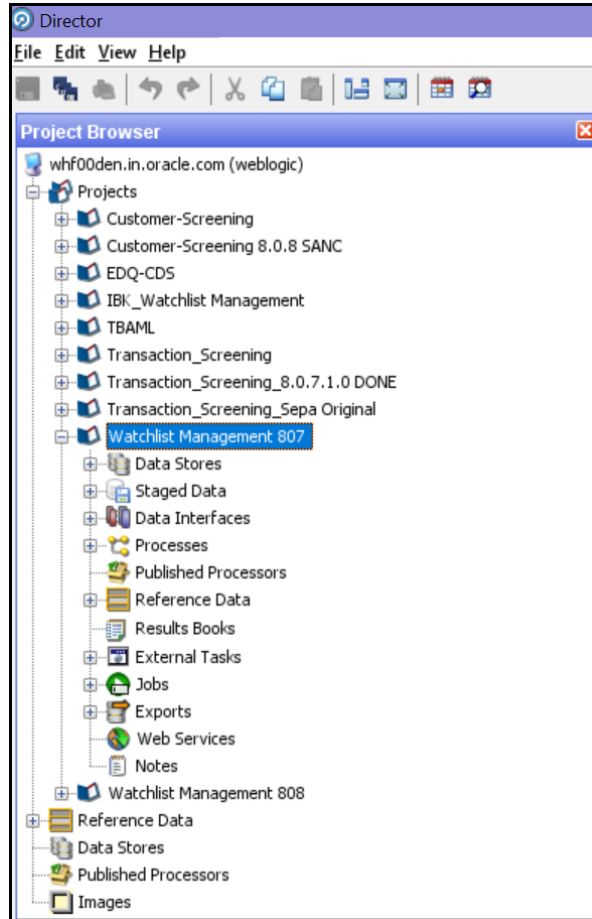 Director
File Edit View Help
Project Browser
whf00den.in.oracle.com (weblogic)
Projects
Customer-Screening
Customer-Screening 8.0.8 SANC
EDQ-CDS
IBK_Watchlist Management
TBAML
Transaction_Screening
Transaction_Screening_8.0.7.1.0 DONE
Transaction_Screening_Sepa Original
Watchlist Management 807
Data Stores
Staged Data
Data Interfaces
Processes
Published Processors
Reference Data
Results Books
External Tasks
Jobs
Exports
Web Services
Notes
Watchlist Management 808
Reference Data
Data Stores
Published Processors
Images